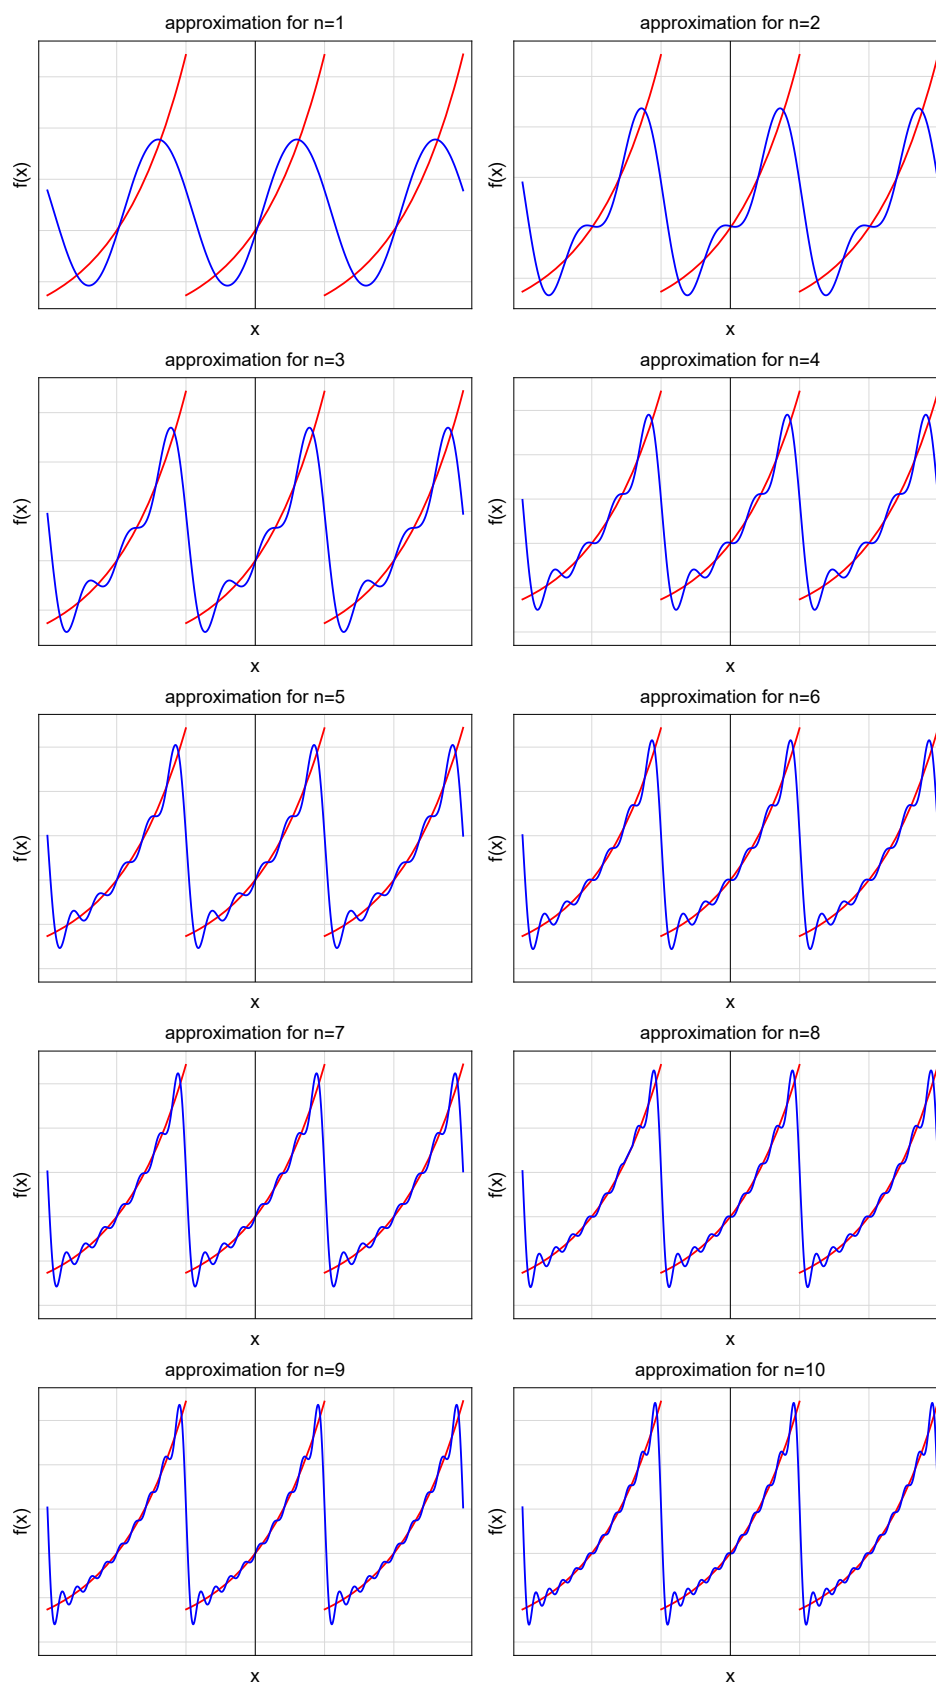 approximation for n=1
approximation for n=2
f(x)
f(x)
x
x
approximation for n=3
approximation for n=4
f(x)
f(x)
x
x
approximation for n=5
approximation for n=6
f(x)
f(x)
x
x
approximation for n=7
approximation for n=8
f(x)
f(x)
x
x
approximation for n=9
approximation for n=10
f(x)
f(x)
x
x